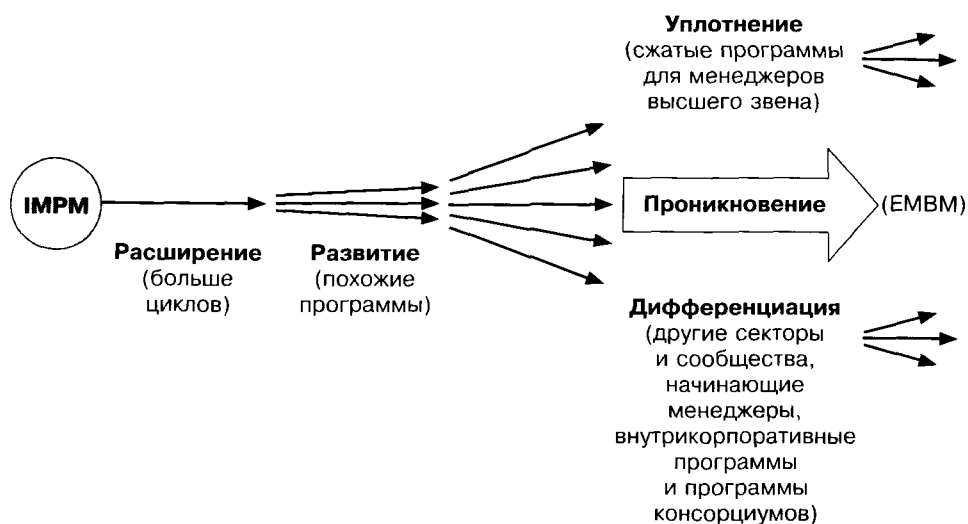 IMPM
Расширение
(больше
циклов)
Развитие
(похожие
программы)
Уплотнение
(сжатые программы
для менеджеров
высшего звена)
Проникновение
(EMBM)
Дифференциация
(другие секторы
и сообщества,
начинающие
менеджеры,
внутрикорпоративные
программы
и программы
консорциумов)